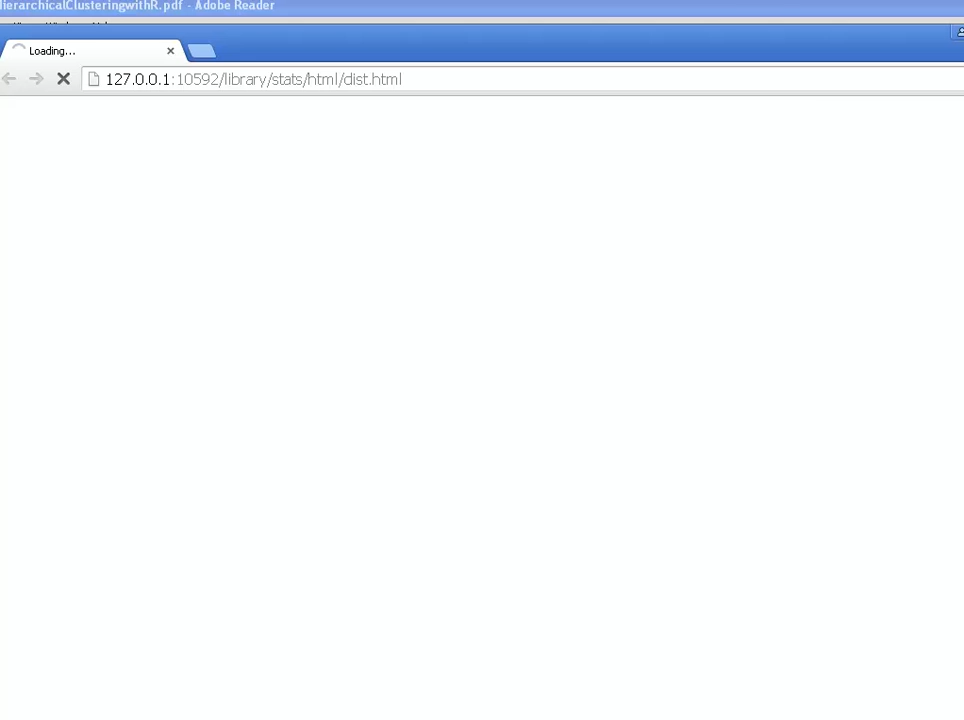 ierarchicalClusteringwithR.pdf - Adobe Reader
Loading...
127.0.0.1:10592/library/stats/html/dist.html